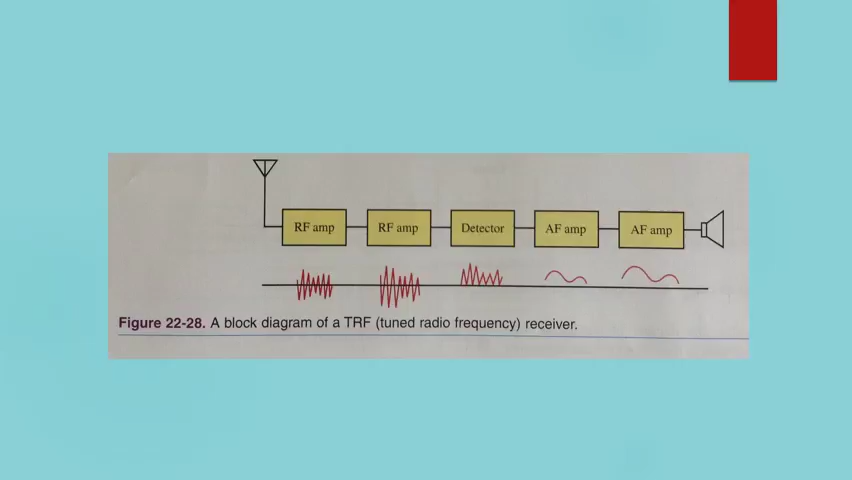 RF amp RF amp Detector AF amp AF amp
Figure 22-28. A block diagram of a TRF (tuned radio frequency) receiver.